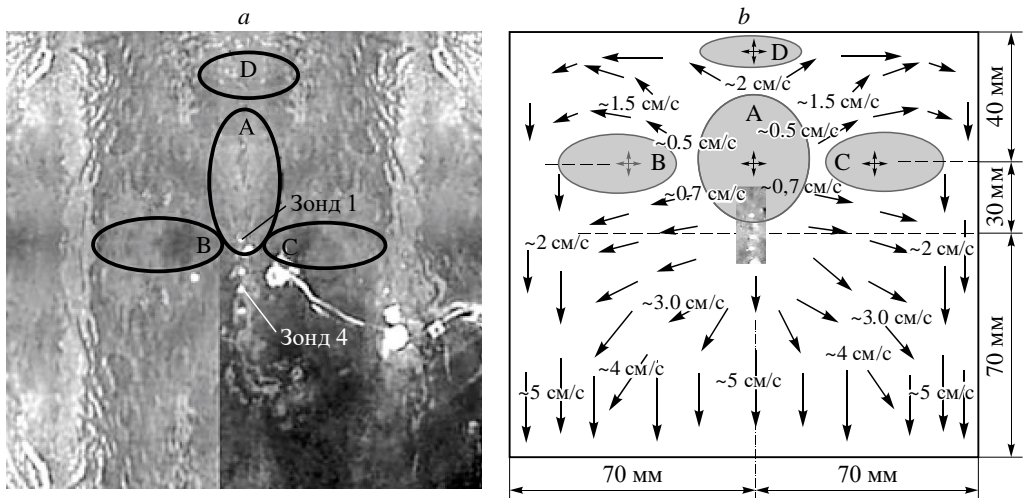 a
b
D
A
Зонд 1
B
C
Зонд 4
D
~2 см/с
~1.5 см/с
~1.5 см/с
A
~0.5 см/с
~0.5 см/с
B
C
~0.7 см/с
~0,7 см/с
~2 см/с
~2 см/с
~3.0 см/с
~3.0 см/с
~4 см/с
~4 см/с
~5 см/с
~5 см/с
~5 см/с
40 мм
30 мм
70 мм
70 мм
70 мм